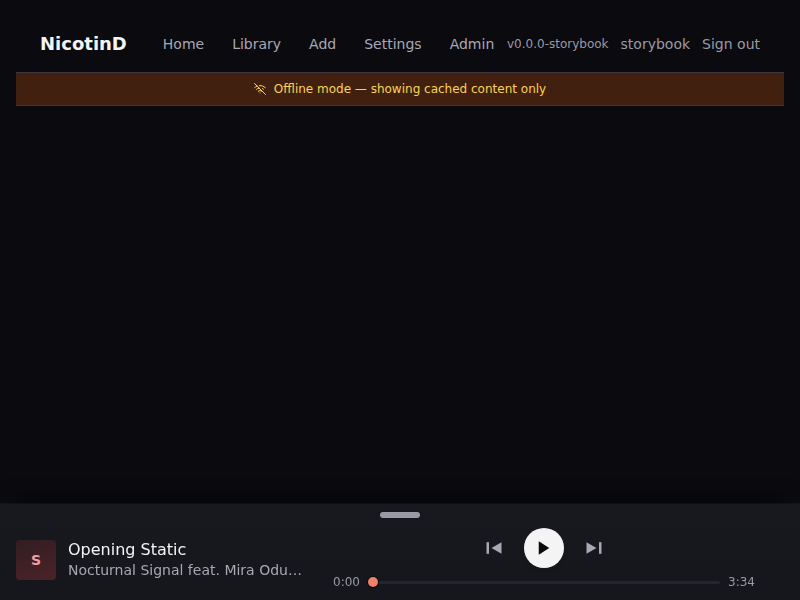 NicotinD Home Library Add Settings Admin v0.0.0-storybook storybook Sign out
Offline mode — showing cached content only
S
Opening Static
Nocturnal Signal feat. Mira Odu...
0:00 3:34